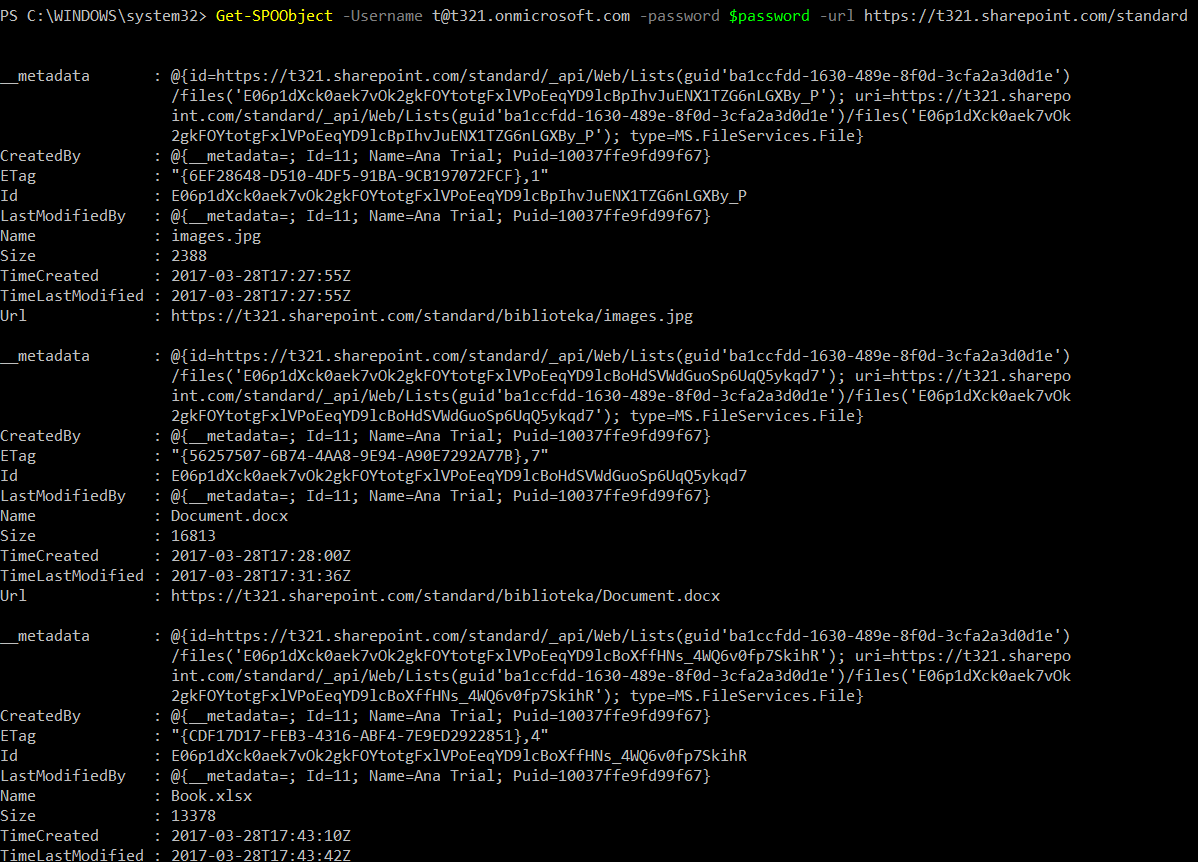 PS C:\WINDOWS\system32> Get-SPOObject -Username t@t321.onmicrosoft.com -password $password -url https://t321.sharepoint.com/standard
__metadata : @{id=https://t321.sharepoint.com/standard/_api/Web/Lists(guid'ba1ccfdd-1630-489e-8f0d-3cfa2a3d0d1e')
/files('E06p1dXck0aek7vOk2gkFOYtotgFxlVPoEeqYD9lcBpIhvJuENX1TZG6nLGXBy_P'); uri=https://t321.sharepo
int.com/standard/_api/Web/Lists(guid'ba1ccfdd-1630-489e-8f0d-3cfa2a3d0d1e')/files('E06p1dXck0aek7vOk
2gkFOYtotgFxlVPoEeqYD9lcBpIhvJuENX1TZG6nLGXBy_P'); type=MS.FileServices.File}
CreatedBy : @{__metadata=; Id=11; Name=Ana Trial; Puid=10037ffe9fd99f67}
ETag : "{6EF28648-D510-4DF5-91BA-9CB197072FCF},1"
Id : E06p1dXck0aek7vOk2gkFOYtotgFxlVPoEeqYD9lcBpIhvJuENX1TZG6nLGXBy_P
LastModifiedBy : @{__metadata=; Id=11; Name=Ana Trial; Puid=10037ffe9fd99f67}
Name : images.jpg
Size : 2388
TimeCreated : 2017-03-28T17:27:55Z
TimeLastModified : 2017-03-28T17:27:55Z
Url : https://t321.sharepoint.com/standard/biblioteka/images.jpg
__metadata : @{id=https://t321.sharepoint.com/standard/_api/Web/Lists(guid'ba1ccfdd-1630-489e-8f0d-3cfa2a3d0d1e')
/files('E06p1dXck0aek7vOk2gkFOYtotgFxlVPoEeqYD9lcBoHdSVWdGuoSp6UqQ5ykqd7'); uri=https://t321.sharepo
int.com/standard/_api/Web/Lists(guid'ba1ccfdd-1630-489e-8f0d-3cfa2a3d0d1e')/files('E06p1dXck0aek7vOk
2gkFOYtotgFxlVPoEeqYD9lcBoHdSVWdGuoSp6UqQ5ykqd7'); type=MS.FileServices.File}
CreatedBy : @{__metadata=; Id=11; Name=Ana Trial; Puid=10037ffe9fd99f67}
ETag : "{56257507-6B74-4AA8-9E94-A90E7292A77B},7"
Id : E06p1dXck0aek7vOk2gkFOYtotgFxlVPoEeqYD9lcBoHdSVWdGuoSp6UqQ5ykqd7
LastModifiedBy : @{__metadata=; Id=11; Name=Ana Trial; Puid=10037ffe9fd99f67}
Name : Document.docx
Size : 16813
TimeCreated : 2017-03-28T17:28:00Z
TimeLastModified : 2017-03-28T17:31:36Z
Url : https://t321.sharepoint.com/standard/biblioteka/Document.docx
__metadata : @{id=https://t321.sharepoint.com/standard/_api/Web/Lists(guid'ba1ccfdd-1630-489e-8f0d-3cfa2a3d0d1e')
/files('E06p1dXck0aek7vOk2gkFOYtotgFxlVPoEeqYD9lcBoXffHNs_4WQ6v0fp7SkihR'); uri=https://t321.sharepo
int.com/standard/_api/Web/Lists(guid'ba1ccfdd-1630-489e-8f0d-3cfa2a3d0d1e')/files('E06p1dXck0aek7vOk
2gkFOYtotgFxlVPoEeqYD9lcBoXffHNs_4WQ6v0fp7SkihR'); type=MS.FileServices.File}
CreatedBy : @{__metadata=; Id=11; Name=Ana Trial; Puid=10037ffe9fd99f67}
ETag : "{CDF17D17-FEB3-4316-ABF4-7E9ED2922851},4"
Id : E06p1dXck0aek7vOk2gkFOYtotgFxlVPoEeqYD9lcBoXffHNs_4WQ6v0fp7SkihR
LastModifiedBy : @{__metadata=; Id=11; Name=Ana Trial; Puid=10037ffe9fd99f67}
Name : Book.xlsx
Size : 13378
TimeCreated : 2017-03-28T17:43:10Z
TimeLastModified : 2017-03-28T17:43:42Z